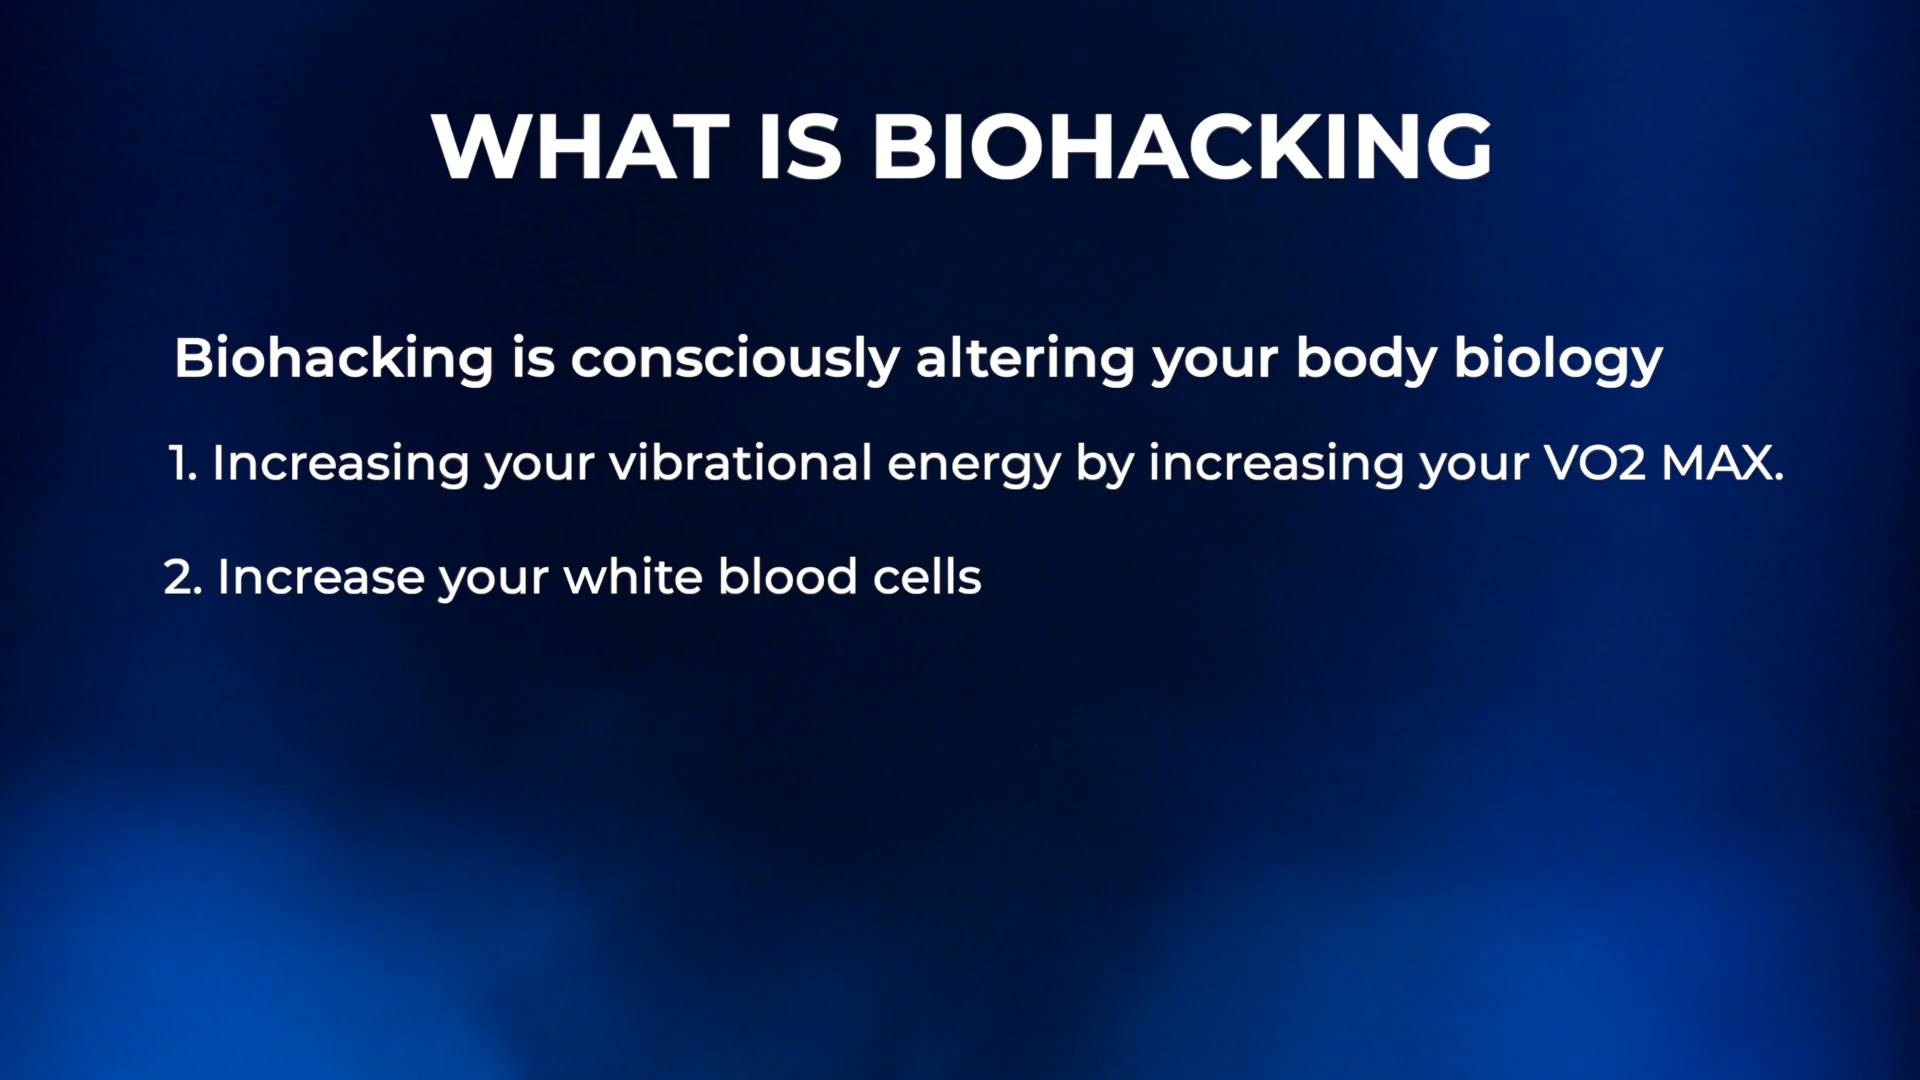 WHAT IS BIOHACKING
Biohacking is consciously altering your body biology
1. Increasing your vibrational energy by increasing your VO2 MAX.
2. Increase your white blood cells